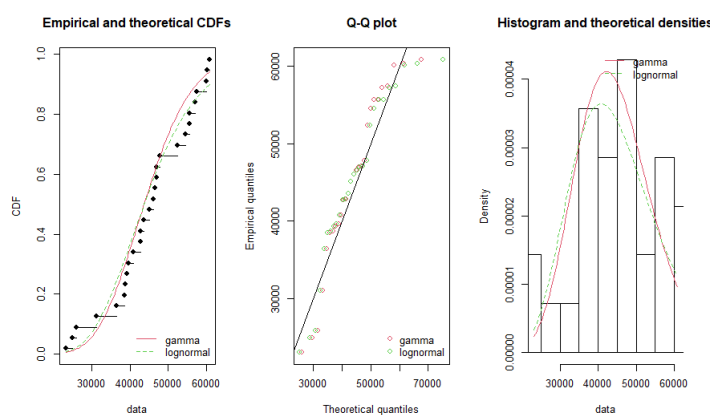 Empirical and theoretical CDFs
CDF
0.0
0.2
0.4
0.6
0.8
1.0
gamma
lognormal
30000 40000 50000 60000
data
Q-Q plot
Empirical quantiles
30000
40000
50000
60000
gamma
lognormal
30000 50000 70000
Theoretical quantiles
Histogram and theoretical densities
Density
0.00000
0.00001
0.00002
0.00003
0.00004
gamma
lognormal
30000 40000 50000 60000
data